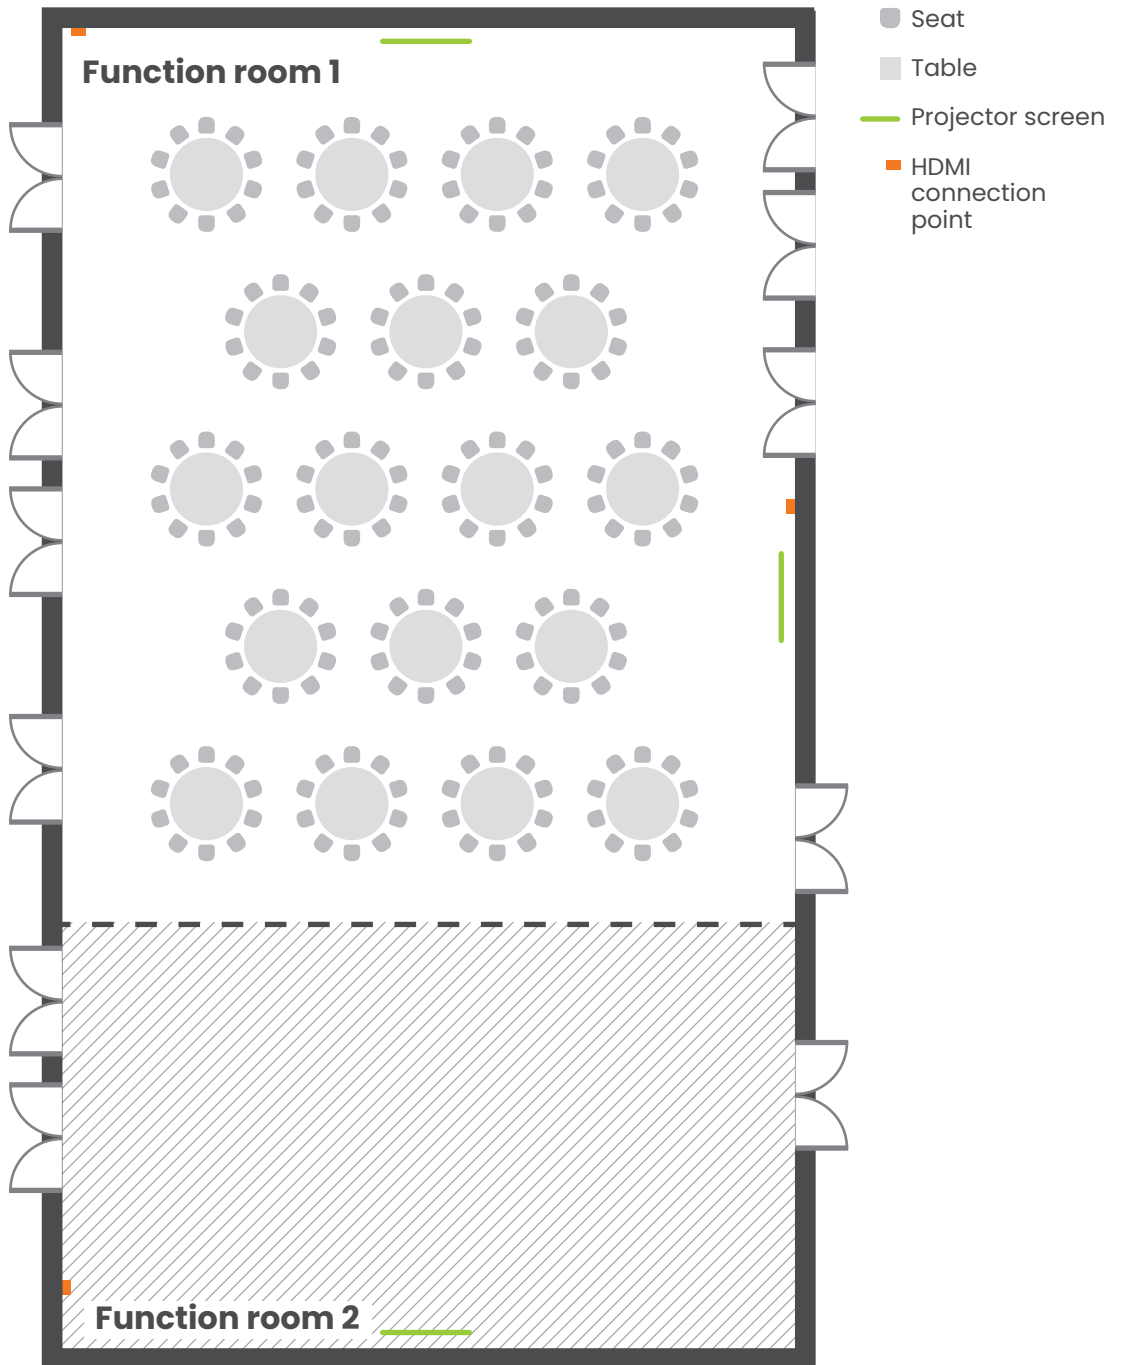 Function room 1
Seat
Table
Projector screen
HDMI
connection
point
Function room 2